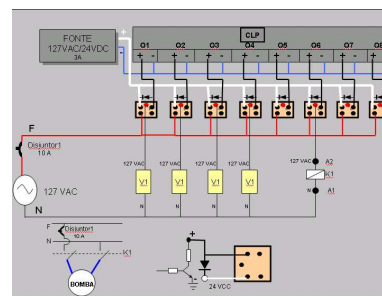 CLP
FONTE
127VAC/24VDC
3A
+
-
O1 O2 O3 O4 O5 O6 O7 O8
+ - + - + - + - + - + - + -
F
Disjuntor1
10 A
127 VAC 127 VAC 127 VAC 127 VAC 127 VAC A2
V1 V1 V1 V1 K1
127 VAC
N N N N N A1
N
F Disjuntor1
10 A
N
K1
BOMBA
+
-
24 VCC